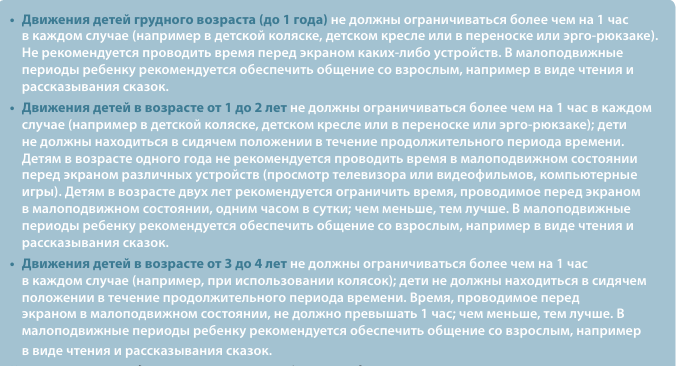 • Движения детей грудного возраста (до 1 года) не должны ограничиваться более чем на 1 час
в каждом случае (например в детской коляске, детском кресле или в переноске или эрго-рюкзаке).
Не рекомендуется проводить время перед экраном каких-либо устройств. В малоподвижные
периоды ребенку рекомендуется обеспечить общение со взрослым, например в виде чтения и
рассказывания сказок.
• Движения детей в возрасте от 1 до 2 лет не должны ограничиваться более чем на 1 час в каждом
случае (например в детской коляске, детском кресле или в переноске или эрго-рюкзаке); дети
не должны находиться в сидячем положении в течение продолжительного периода времени.
Детям в возрасте одного года не рекомендуется проводить время в малоподвижном состоянии
перед экраном различных устройств (просмотр телевизора или видеофильмов, компьютерные
игры). Детям в возрасте двух лет рекомендуется ограничить время, проводимое перед экраном
в малоподвижном состоянии, одним часом в сутки; чем меньше, тем лучше. В малоподвижные
периоды ребенку рекомендуется обеспечить общение со взрослым, например в виде чтения и
рассказывания сказок.
• Движения детей в возрасте от 3 до 4 лет не должны ограничиваться более чем на 1 час
в каждом случае (например, при использовании колясок); дети не должны находиться в сидячем
положении в течение продолжительного периода времени. Время, проводимое перед
экраном в малоподвижном состоянии, не должно превышать 1 час; чем меньше, тем лучше. В
малоподвижные периоды ребенку рекомендуется обеспечить общение со взрослым, например
в виде чтения и рассказывания сказок.